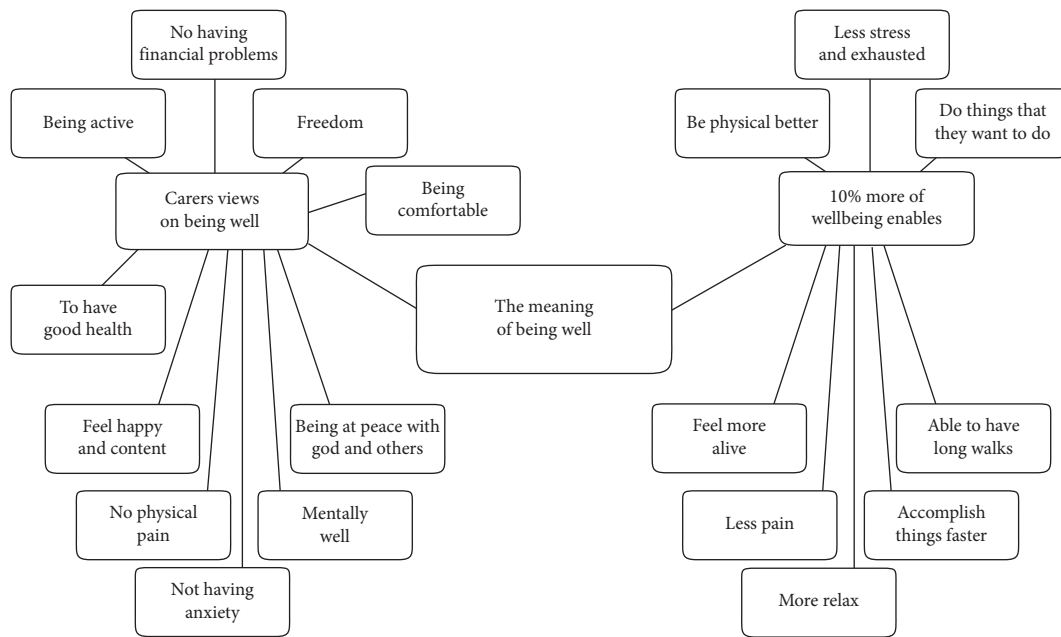 No having
financial problems
Being active
Freedom
Carers views
on being well
Being
comfortable
To have
good health
Feel happy
and content
Being at peace with
god and others
No physical
pain
Mentally
well
Not having
anxiety
The meaning
of being well
Less stress
and exhausted
Be physical better
Do things that
they want to do
10% more of
wellbeing enables
Feel more
alive
Able to have
long walks
Less pain
Accomplish
things faster
More relax